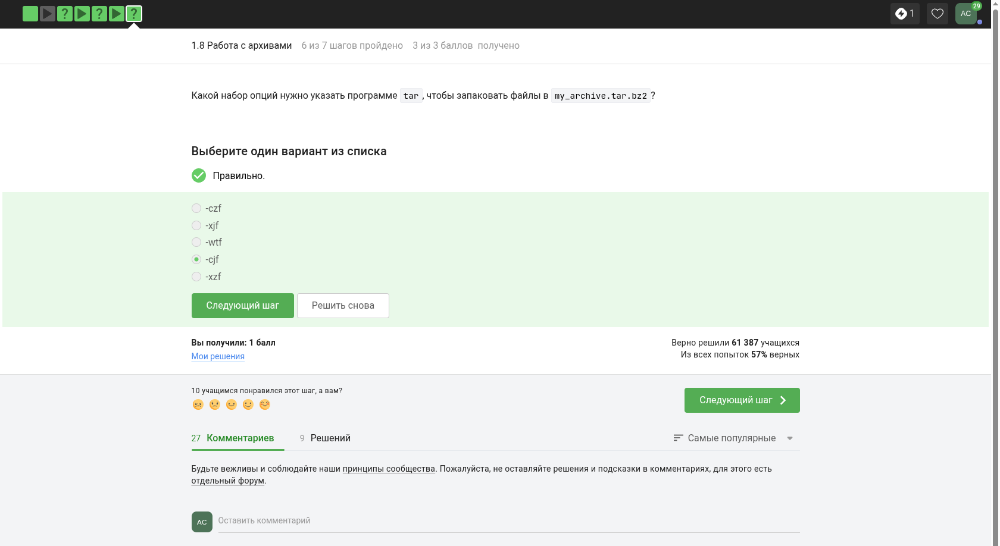 ? ? ?
1
AC
29
1.8 Работа с архивами 6 из 7 шагов пройдено 3 из 3 баллов получено
Какой набор опций нужно указать программе tar, чтобы запаковать файлы в my_archive.tar.bz2?
Выберите один вариант из списка
Правильно.
-czf
-xjf
-wtf
-cjf
-xzf
Следующий шаг Решить снова
Вы получили: 1 балл
Мои решения
Верно решили 61 387 учащихся
Из всех попыток 57% верных
10 учащимся понравился этот шаг, а вам?
Следующий шаг
27 Комментариев 9 Решений Самые популярные
Будьте вежливы и соблюдайте наши принципы сообщества. Пожалуйста, не оставляйте решения и подсказки в комментариях, для этого есть
отдельный форум.
AC Оставить комментарий